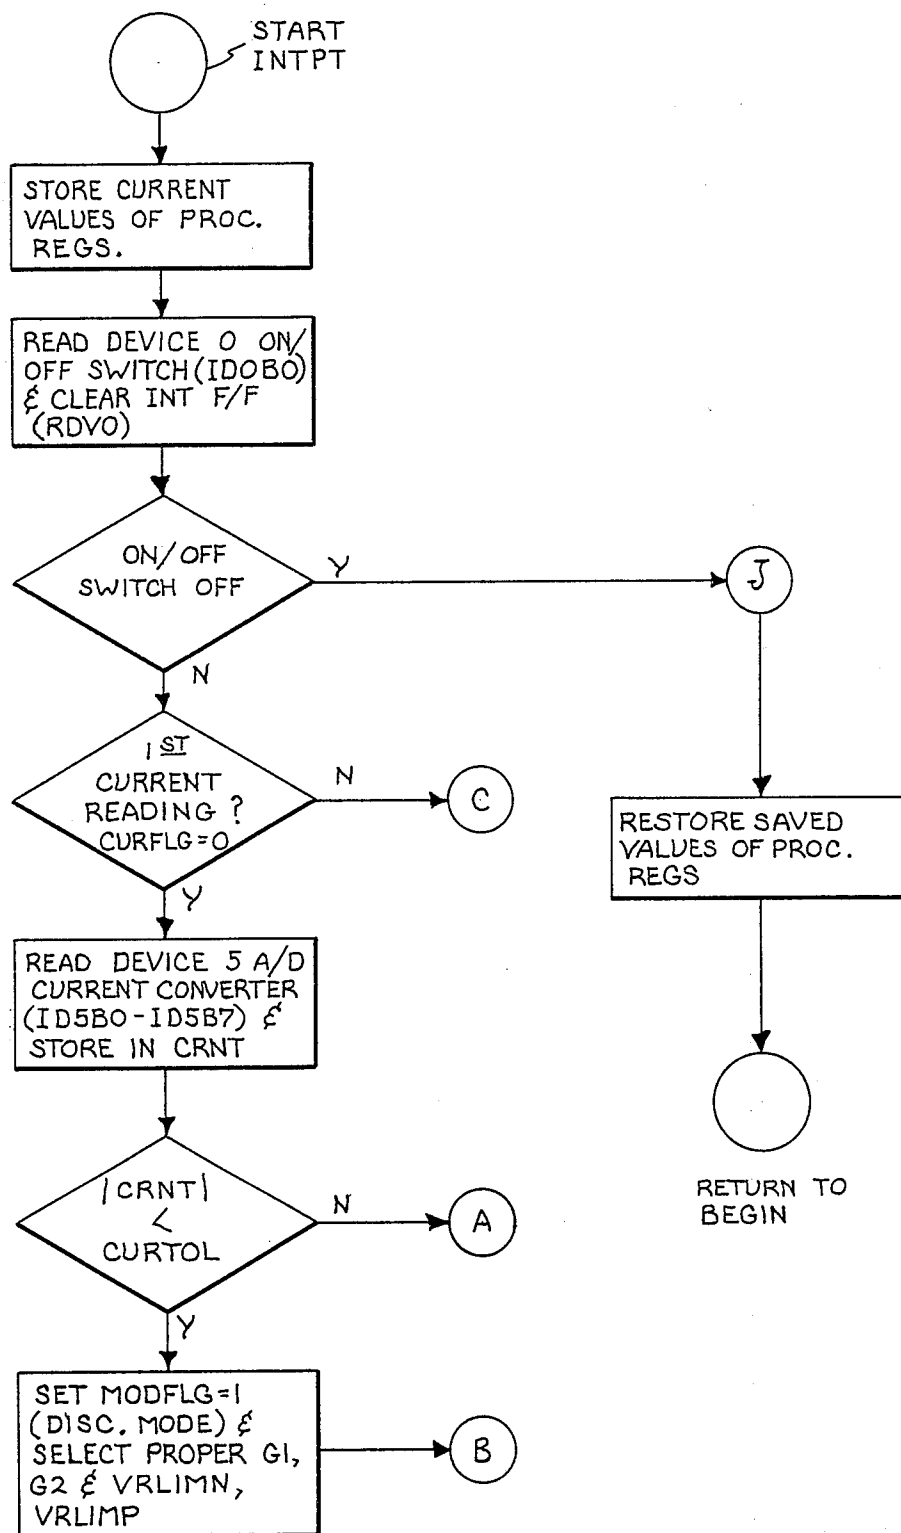 START
INTPT
STORE CURRENT
VALUES OF PROC.
REGS.
READ DEVICE 0 ON/
OFF SWITCH (ID0B0)
& CLEAR INT F/F
(RDV0)
ON/OFF
SWITCH OFF
Y
J
N
1ST
CURRENT
READING ?
CURFLG=0
N
C
Y
RESTORE SAVED
VALUES OF PROC.
REGS
READ DEVICE 5 A/D
CURRENT CONVERTER
(ID5B0-ID5B7) &
STORE IN CRNT
|CRNT|
<
CURTOL
N
A
Y
RETURN TO
BEGIN
SET MODFLG=1
(DISC. MODE) &
SELECT PROPER G1,
G2 & VRLIMN,
VRLIMP
B